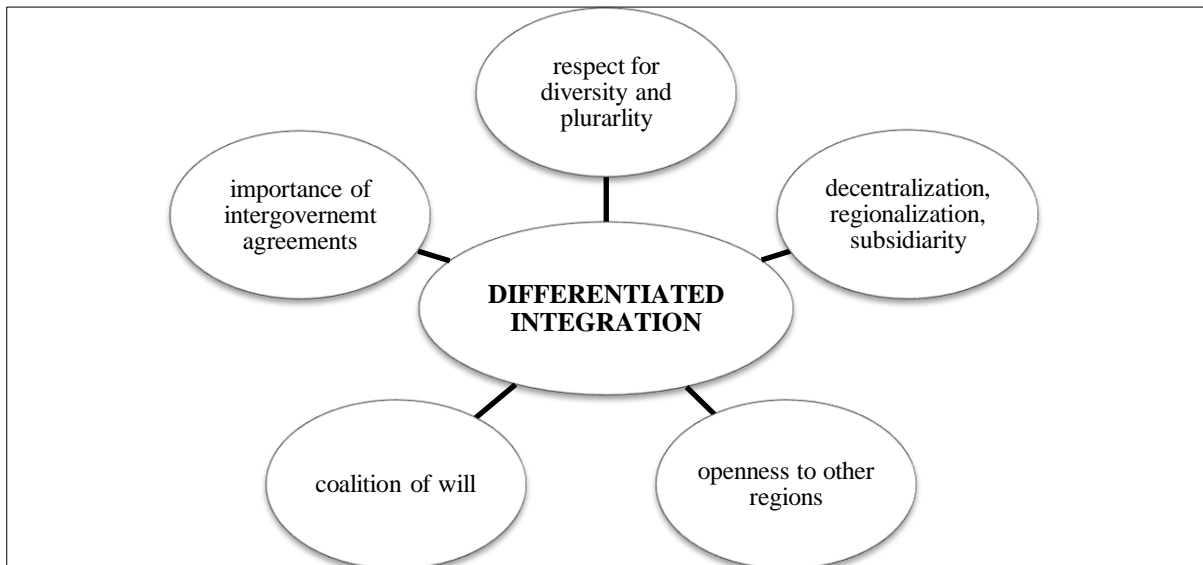 respect for
diversity and
plurarlity
importance of
intergovernemt
agreements
decentralization,
regionalization,
subsidiarity
DIFFERENTIATED
INTEGRATION
coalition of will
openness to other
regions